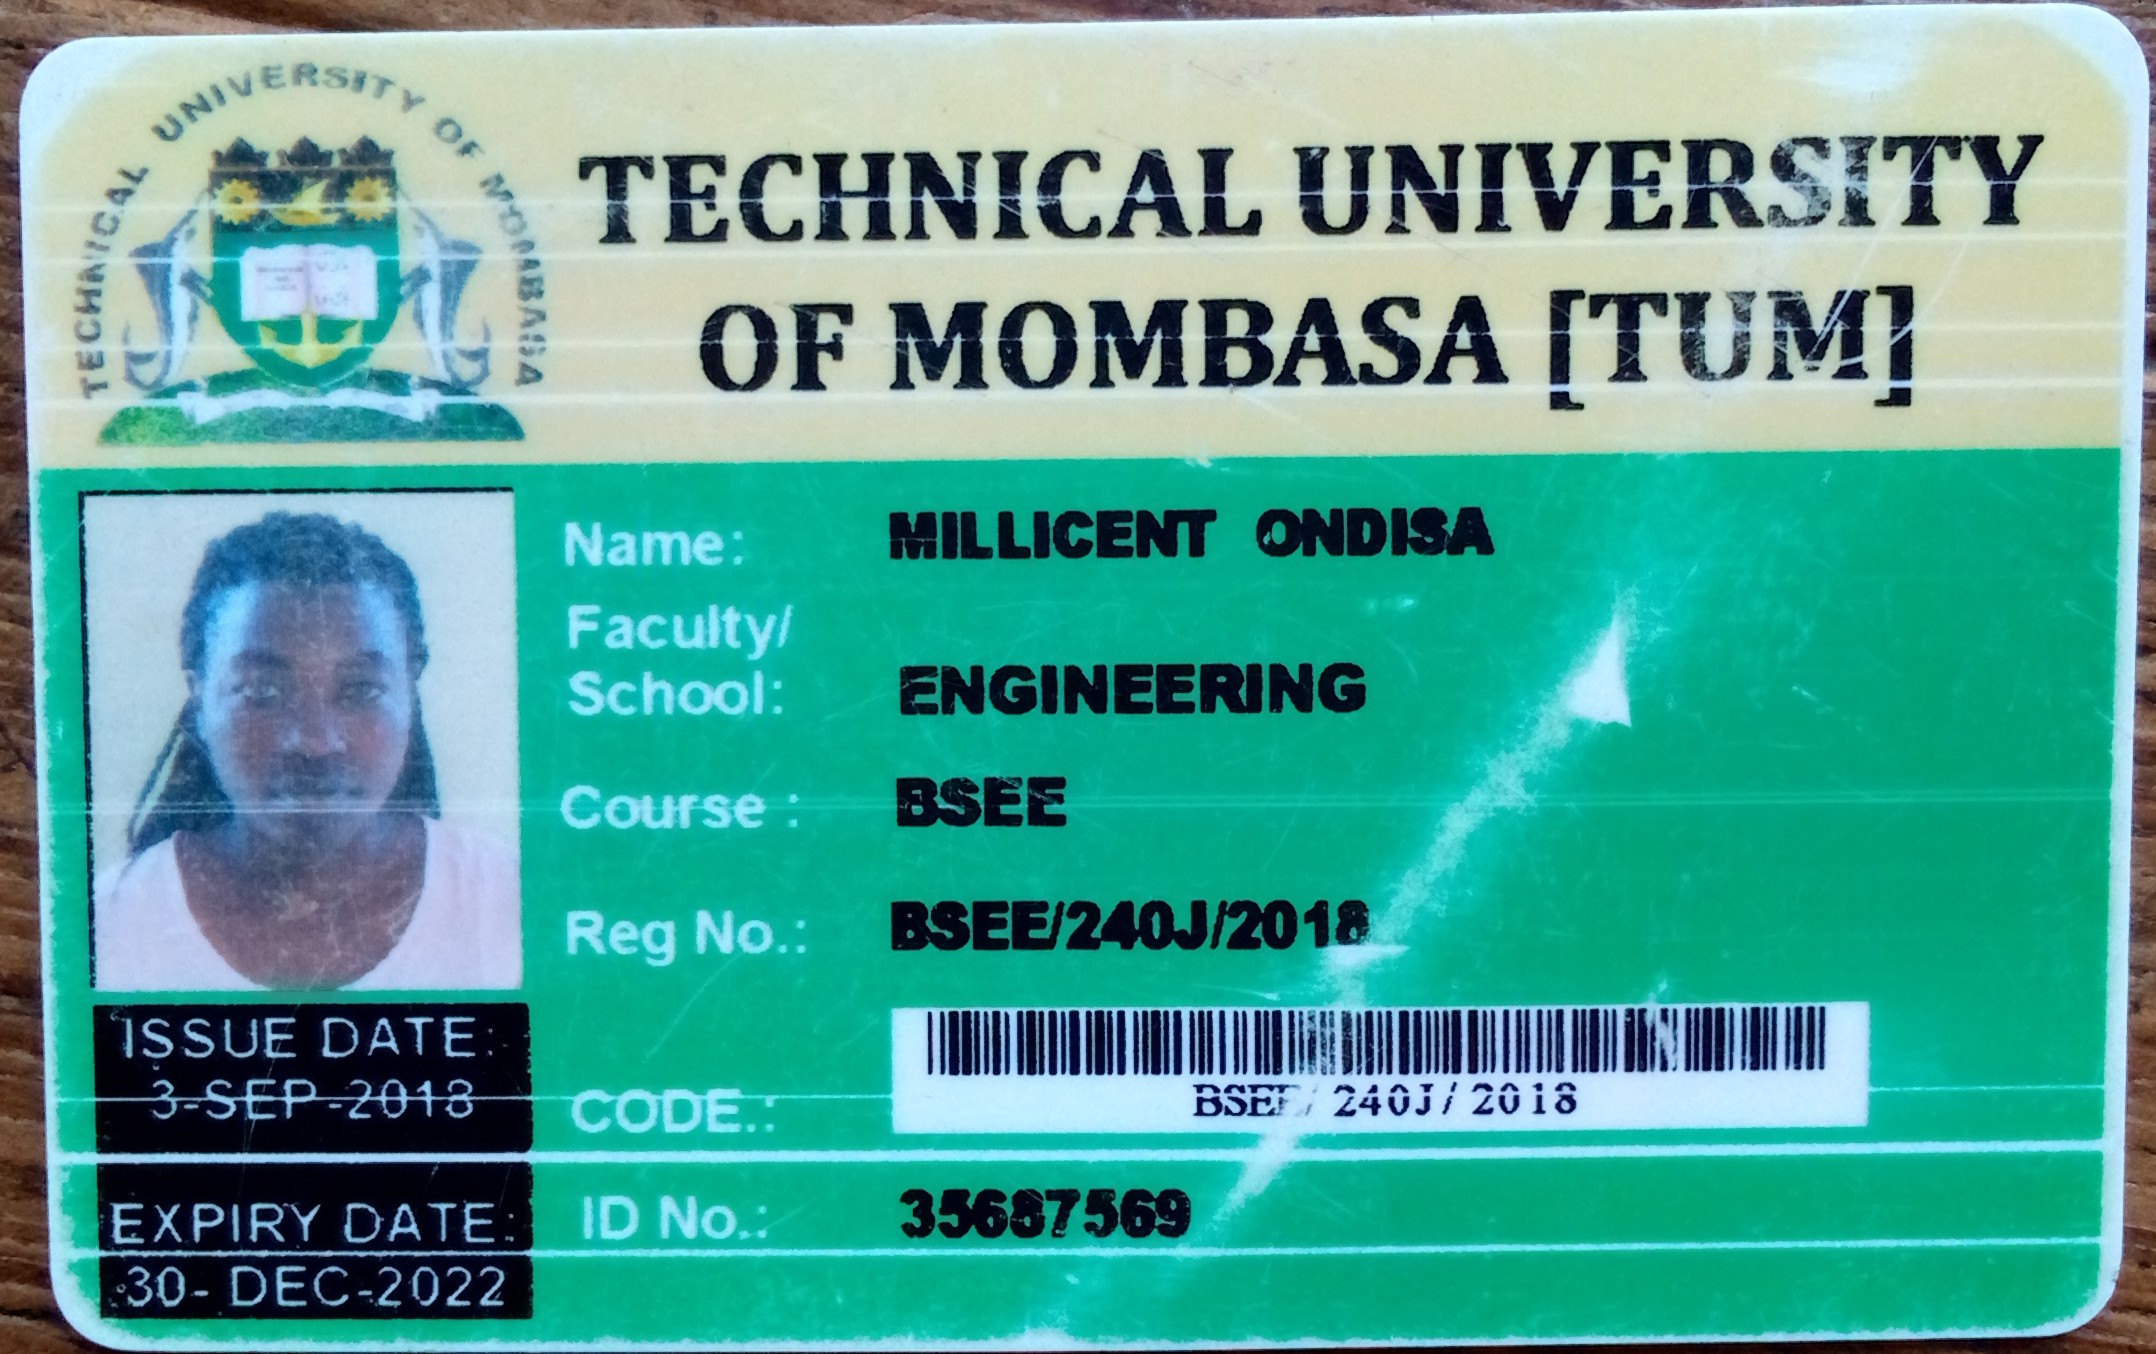 TECHNICAL UNIVERSITY OF MOMBASA
TECHNICAL UNIVERSITY
OF MOMBASA [TUM]
Name: MILLICENT ONDISA
Faculty/
School: ENGINEERING
Course : BSEE
Reg No.: BSEE/240J/2018
ISSUE DATE:
3-SEP-2018
CODE.: BSEE/240J/2018
EXPIRY DATE:
30-DEC-2022
ID No.: 35687569